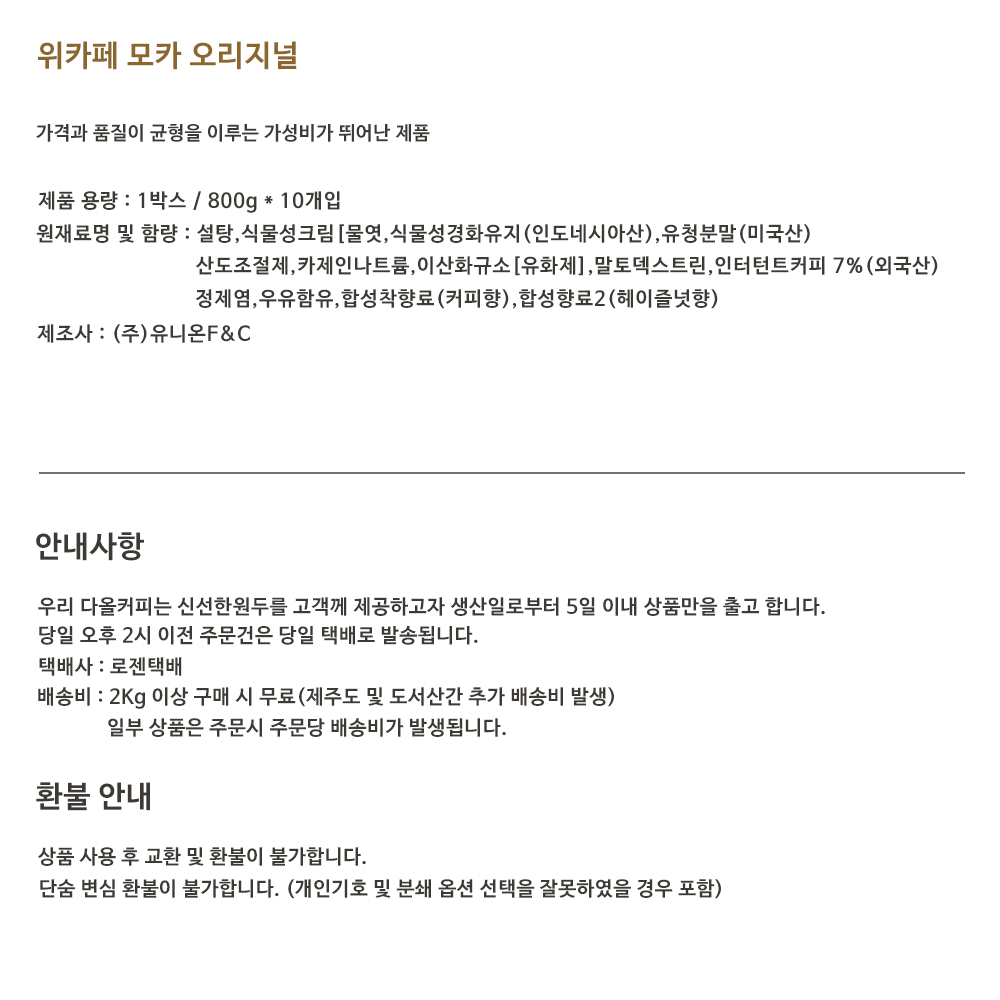 위카페 모카 오리지널
가격과 품질이 균형을 이루는 가성비가 뛰어난 제품
제품 용량 : 1박스 / 800g * 10개입
원재료명 및 함량 : 설탕,식물성크림[물엿,식물성경화유지(인도네시아산),유청분말(미국산)
산도조절제,카제인나트륨,이산화규소[유화제],말토덱스트린,인터턴트커피 7%(외국산)
정제염,우유함유,합성착향료(커피향),합성향료2(헤이즐넛향)
제조사 : (주)유니온F&C
안내사항
우리 다올커피는 신선한원두를 고객께 제공하고자 생산일로부터 5일 이내 상품만을 출고 합니다.
당일 오후 2시 이전 주문건은 당일 택배로 발송됩니다.
택배사 : 로젠택배
배송비 : 2Kg 이상 구매 시 무료(제주도 및 도서산간 추가 배송비 발생)
일부 상품은 주문시 주문당 배송비가 발생됩니다.
환불 안내
상품 사용 후 교환 및 환불이 불가합니다.
단숨 변심 환불이 불가합니다. (개인기호 및 분쇄 옵션 선택을 잘못하였을 경우 포함)